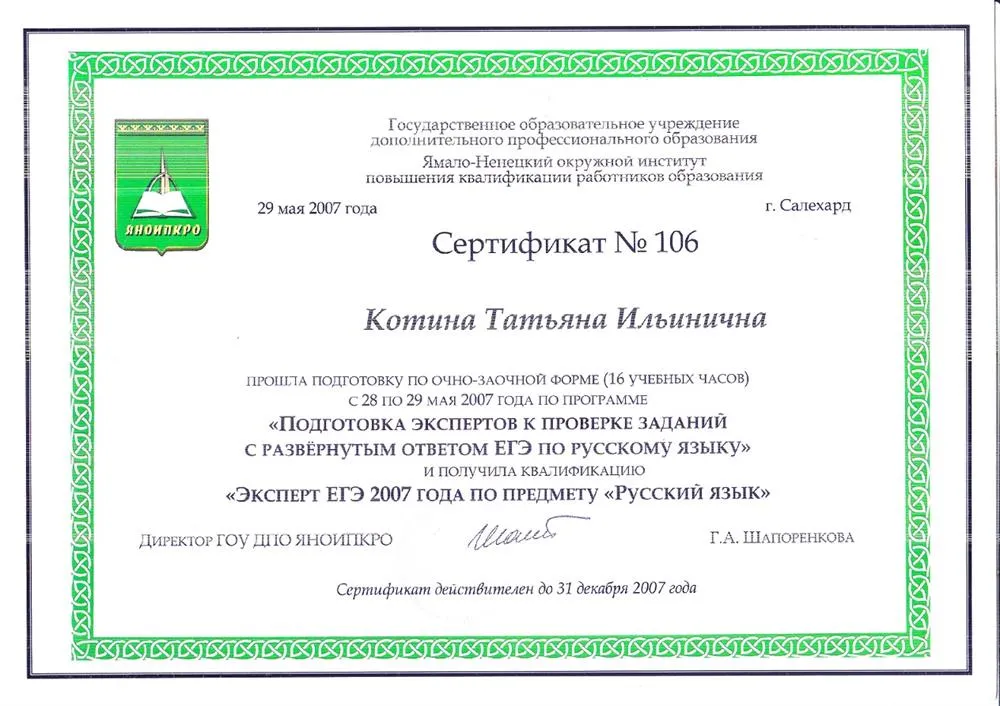 Государственное образовательное учреждение
дополнительного профессионального образования
Ямало-Ненецкий окружной институт
повышения квалификации работников образования
29 мая 2007 года г. Салехард
ЯНОИПКРО
Сертификат № 106
Котина Татьяна Ильинична
прошла подготовку по очно-заочной форме (16 учебных часов)
с 28 по 29 мая 2007 года по программе
«Подготовка экспертов к проверке заданий
с развёрнутым ответом ЕГЭ по русскому языку»
и получила квалификацию
«Эксперт ЕГЭ 2007 года по предмету «Русский язык»
Директор ГОУ ДПО ЯНОИПКРО Г.А. Шапоренкова
Сертификат действителен до 31 декабря 2007 года